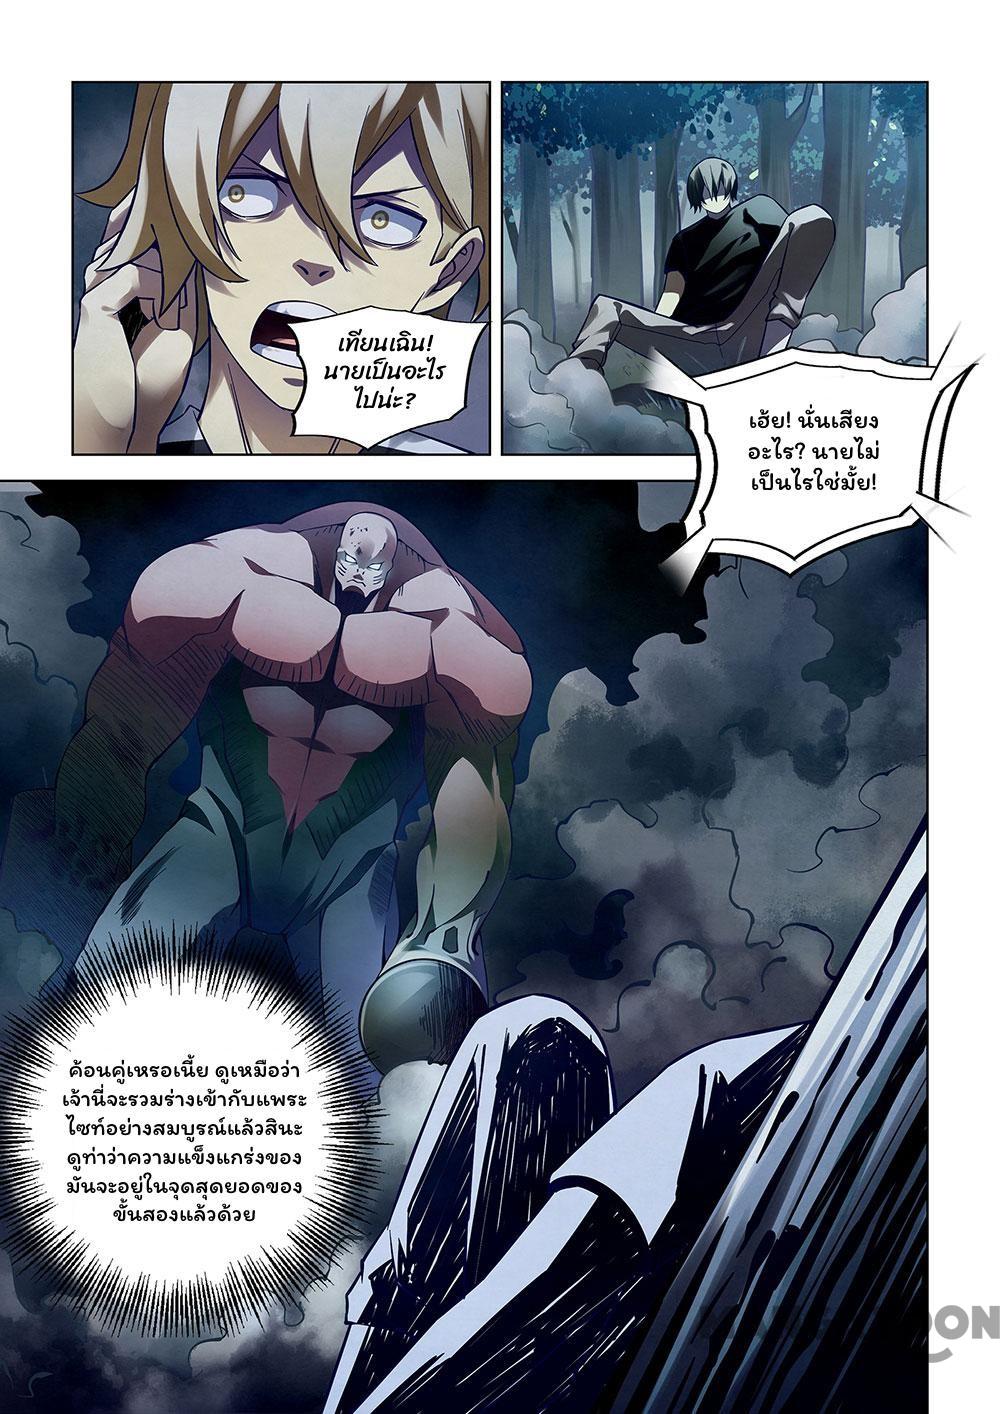 เทียนเฉิน!
นายเป็นอะไร
ไปน่ะ?
เฮ้ย! นั่นเสียง
อะไร? นายไม่
เป็นไรใช่มั้ย!
ค้อนคู่เหรอเนี้ย ดูเหมือว่า
เจ้านี่จะรวมร่างเข้ากับแพระ
ไซท์อย่างสมบูรณ์แล้วสินะ
ดูท่าว่าความแข็งแกร่งของ
มันจะอยู่ในจุดสุดยอดของ
ขั้นสองแล้วด้วย